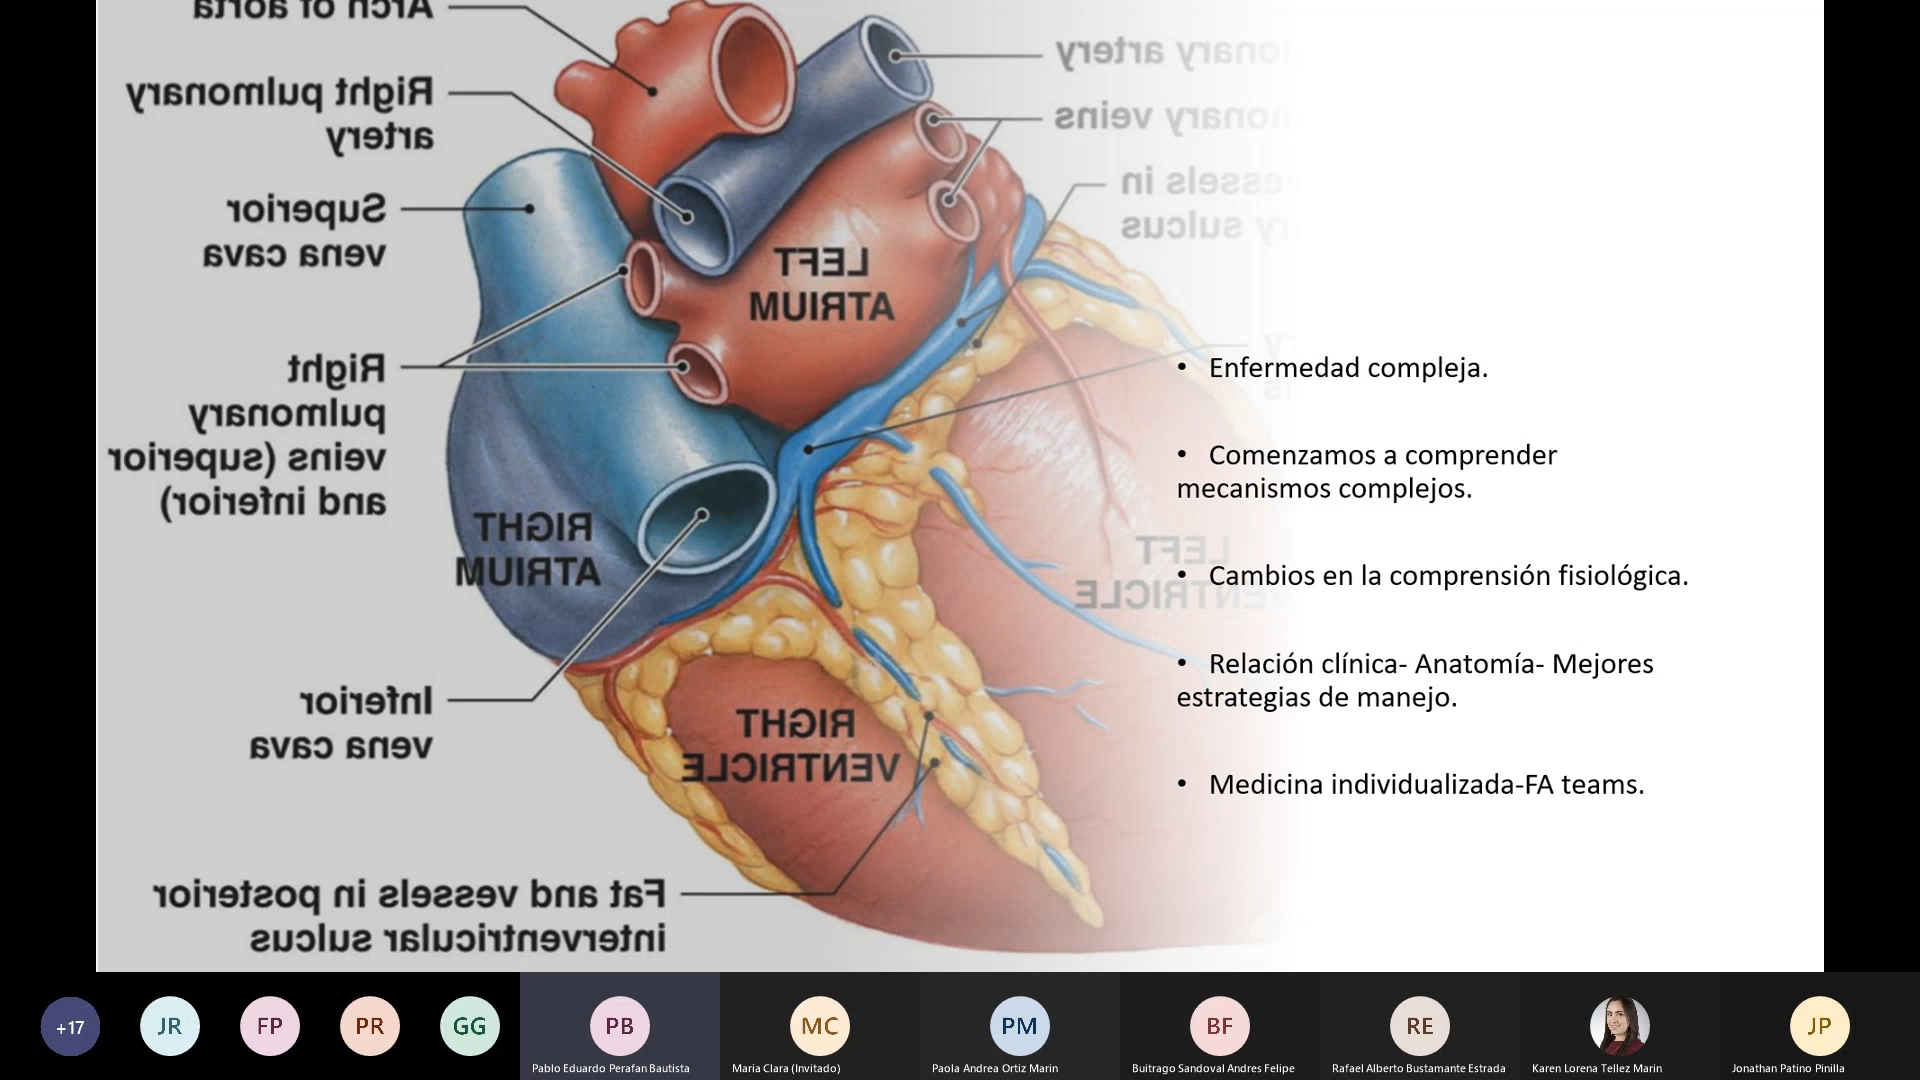 Arch of aorta
Right pulmonary
artery
Superior
vena cava
Right
pulmonary
veins (superior
and inferior)
Inferior
vena cava
Fat and vessels in posterior
interventricular sulcus
artery
veins
in
sulcus
LEFT
ATRIUM
RIGHT
ATRIUM
RIGHT
VENTRICLE
LEFT
• Enfermedad compleja.
• Comenzamos a comprender
mecanismos complejos.
• Cambios en la comprensión fisiológica.
• Relación clínica- Anatomía- Mejores
estrategias de manejo.
• Medicina individualizada-FA teams.
+17
JR
FP
PR
GG
PB
MC
PM
BF
RE
JP
Pablo Eduardo Perafan Bautista
Maria Clara (Invitado)
Paola Andrea Ortiz Marin
Buitrago Sandoval Andres Felipe
Rafael Alberto Bustamante Estrada
Karen Lorena Tellez Marin
Jonathan Patino Pinilla